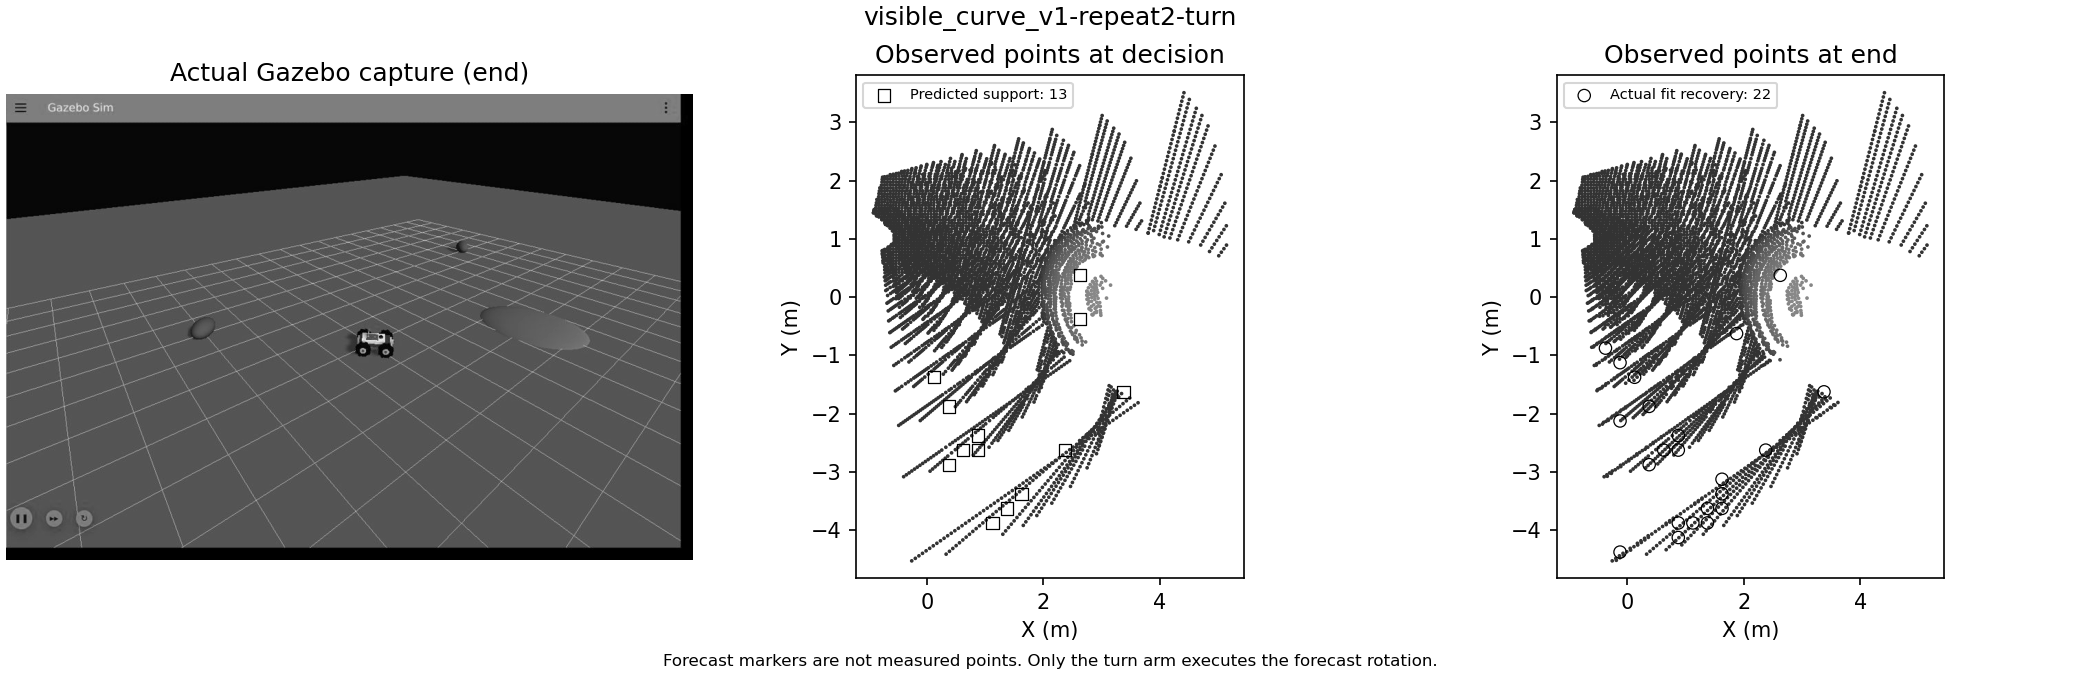 visible_curve_v1-repeat2-turn
Actual Gazebo capture (end)
Gazebo Sim
Observed points at decision
Predicted support: 13
3
2
1
0
−1
−2
−3
−4
Y (m)
0
2
4
X (m)
Observed points at end
Actual fit recovery: 22
3
2
1
0
−1
−2
−3
−4
Y (m)
0
2
4
X (m)
Forecast markers are not measured points. Only the turn arm executes the forecast rotation.